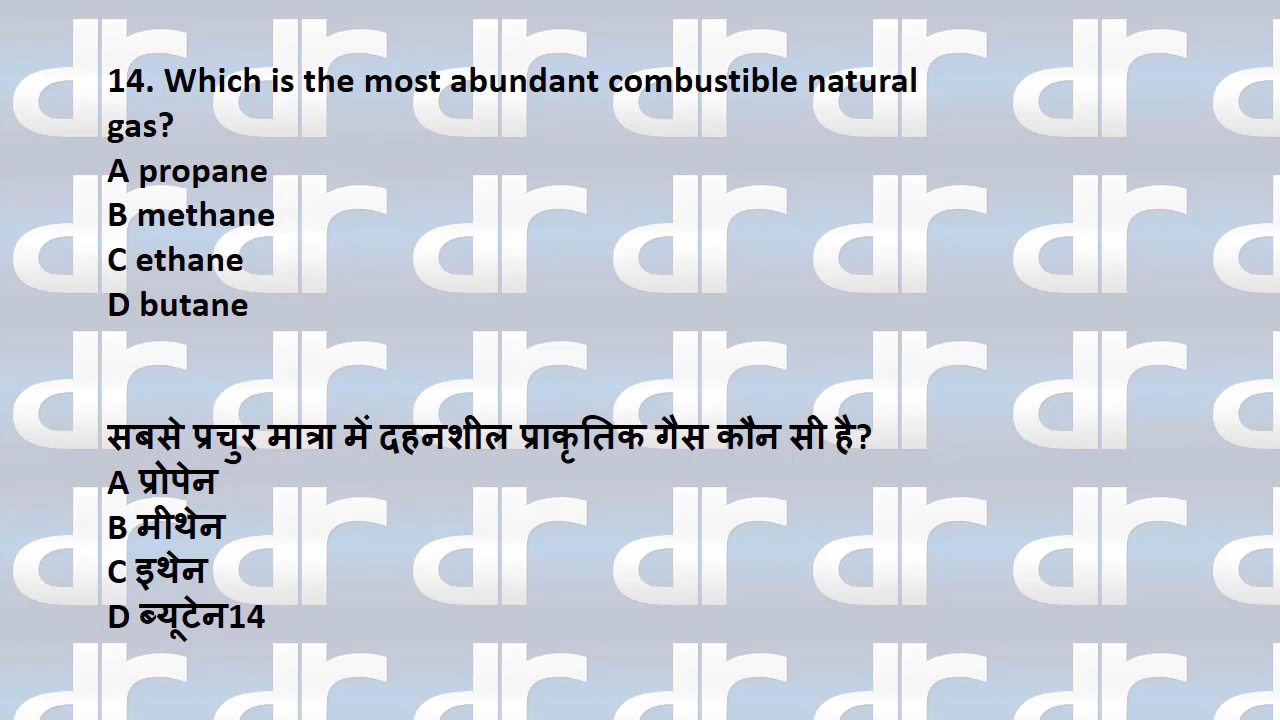 14. Which is the most abundant combustible natural
gas?
A propane
B methane
C ethane
D butane
सबसे प्रचुर मात्रा में दहनशील प्राकृतिक गैस कौन सी है?
A प्रोपेन
B मीथेन
C इथेन
D ब्यूटेन14